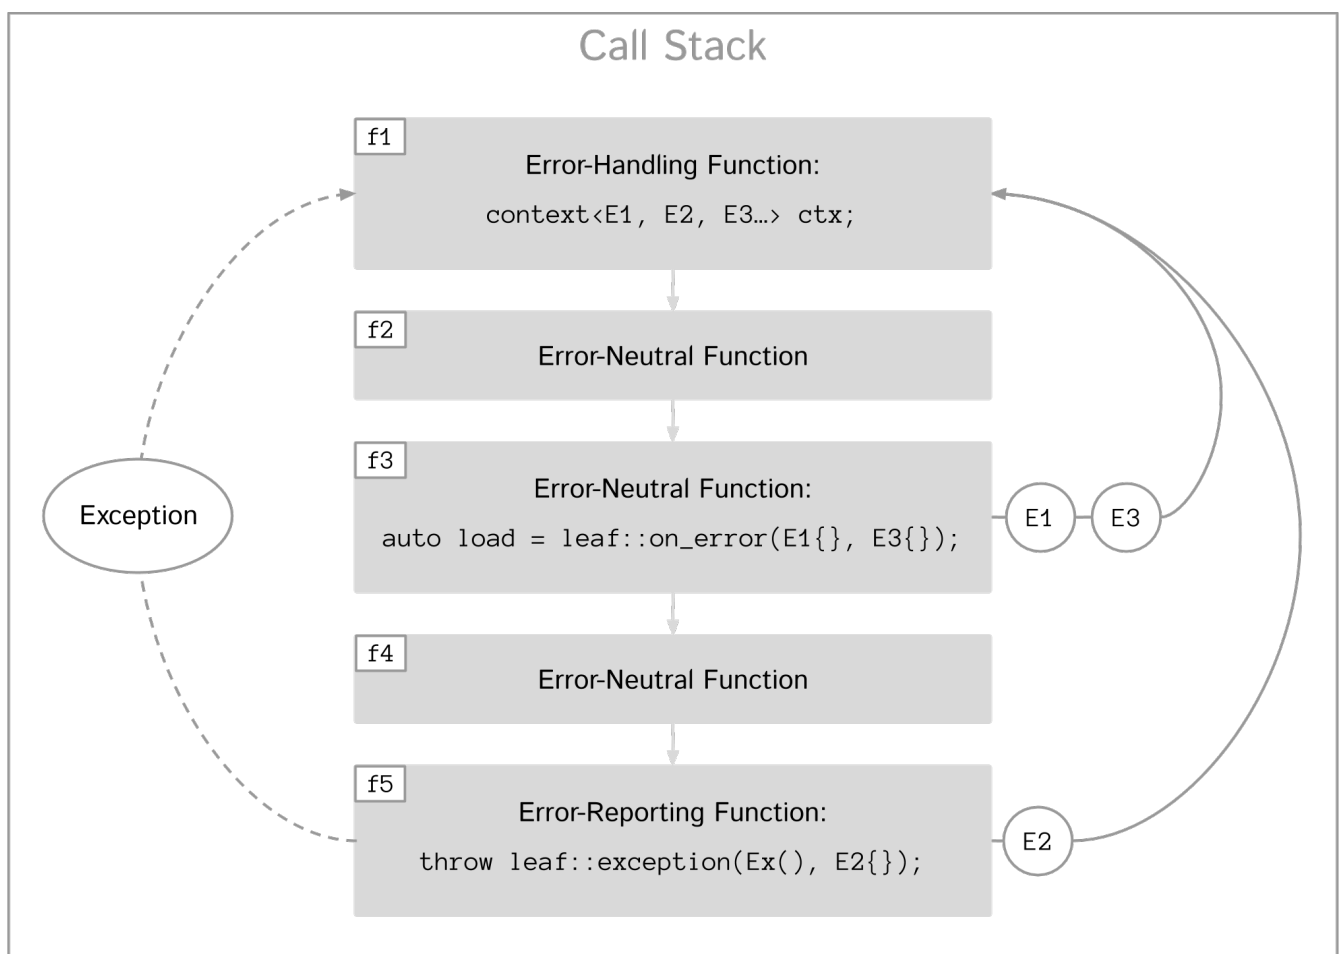 Call Stack
f1
Error-Handling Function:
context<E1, E2, E3…> ctx;
f2
Error-Neutral Function
f3
Error-Neutral Function:
auto load = leaf::on_error(E1{}, E3{});
E1
E3
Exception
f4
Error-Neutral Function
f5
Error-Reporting Function:
throw leaf::exception(Ex(), E2{});
E2